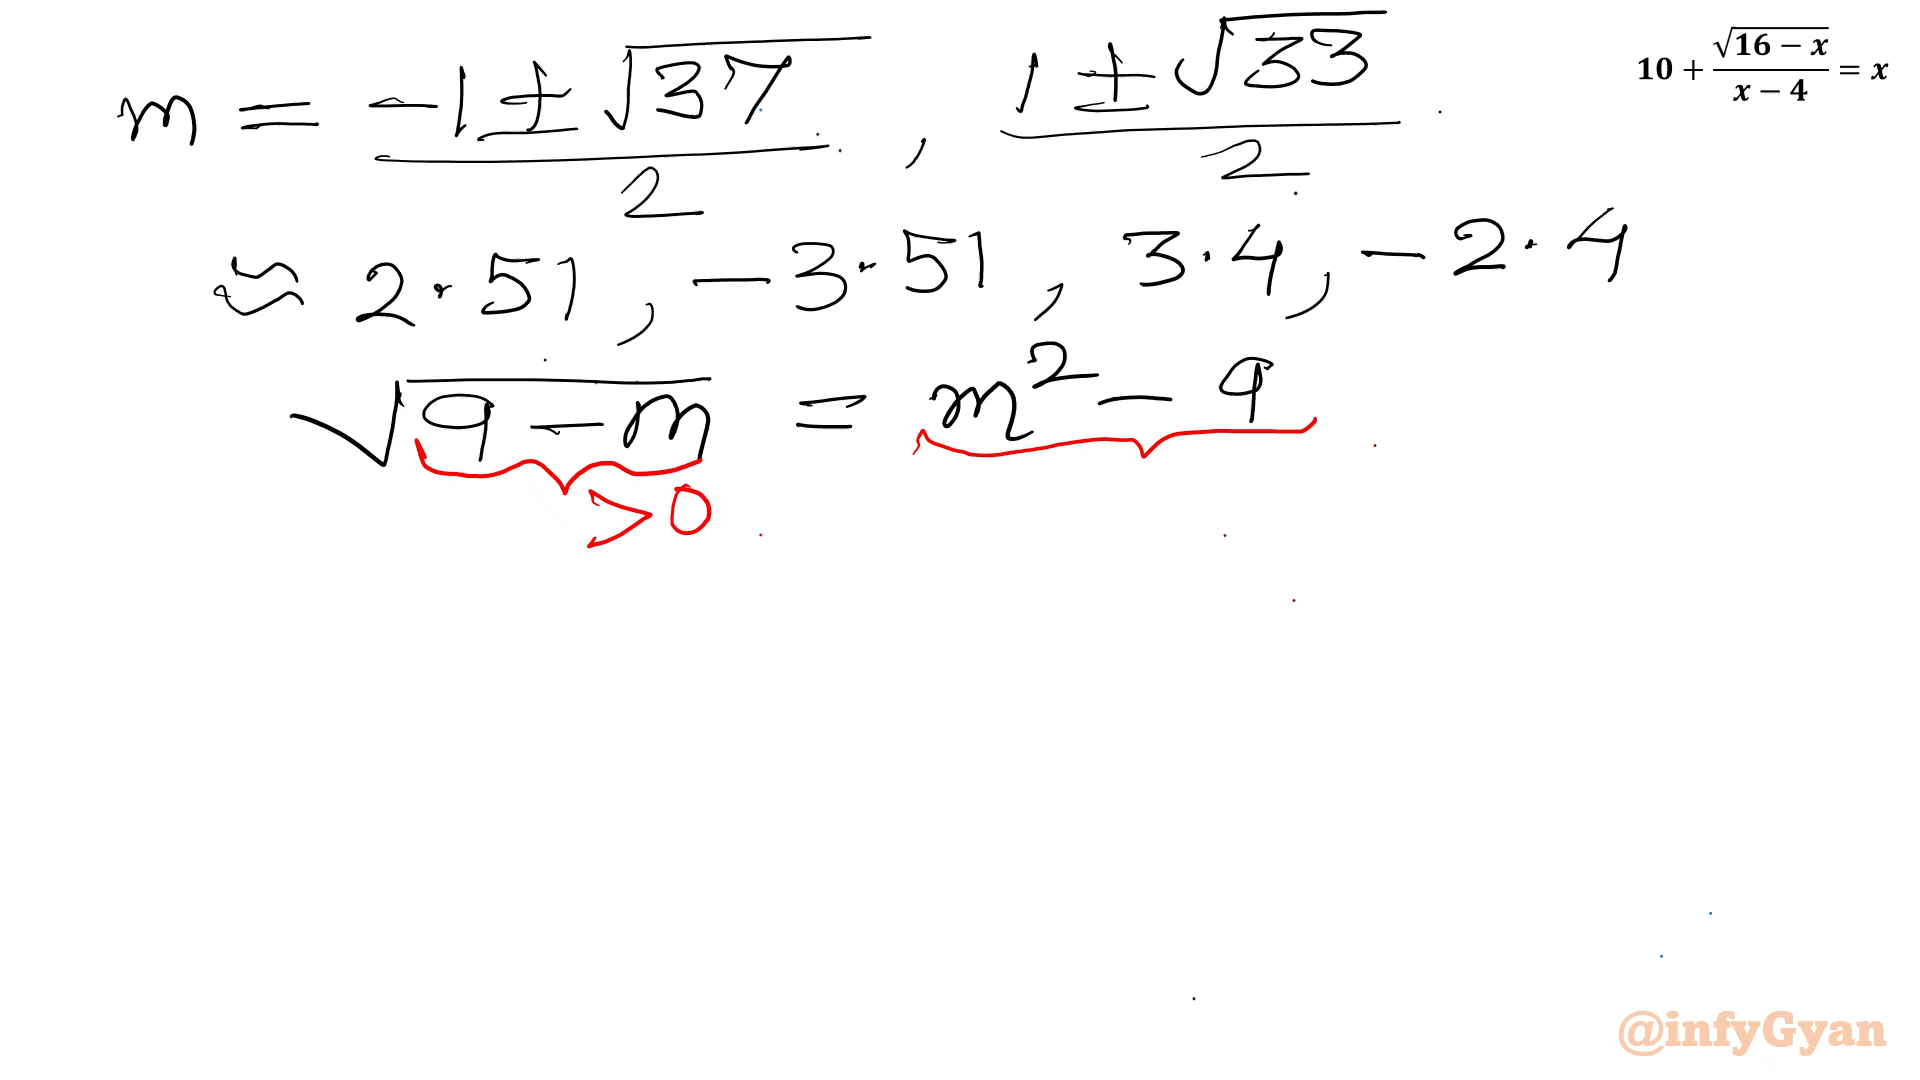 m = (-1 ± √37)/2 , (1 ± √33)/2
10 + √(16 − x)/(x − 4) = x
≈ 2.51 , -3.51 , 3.4 , -2.4
√(9 - m) = m² - 9
>0
@infyGyan